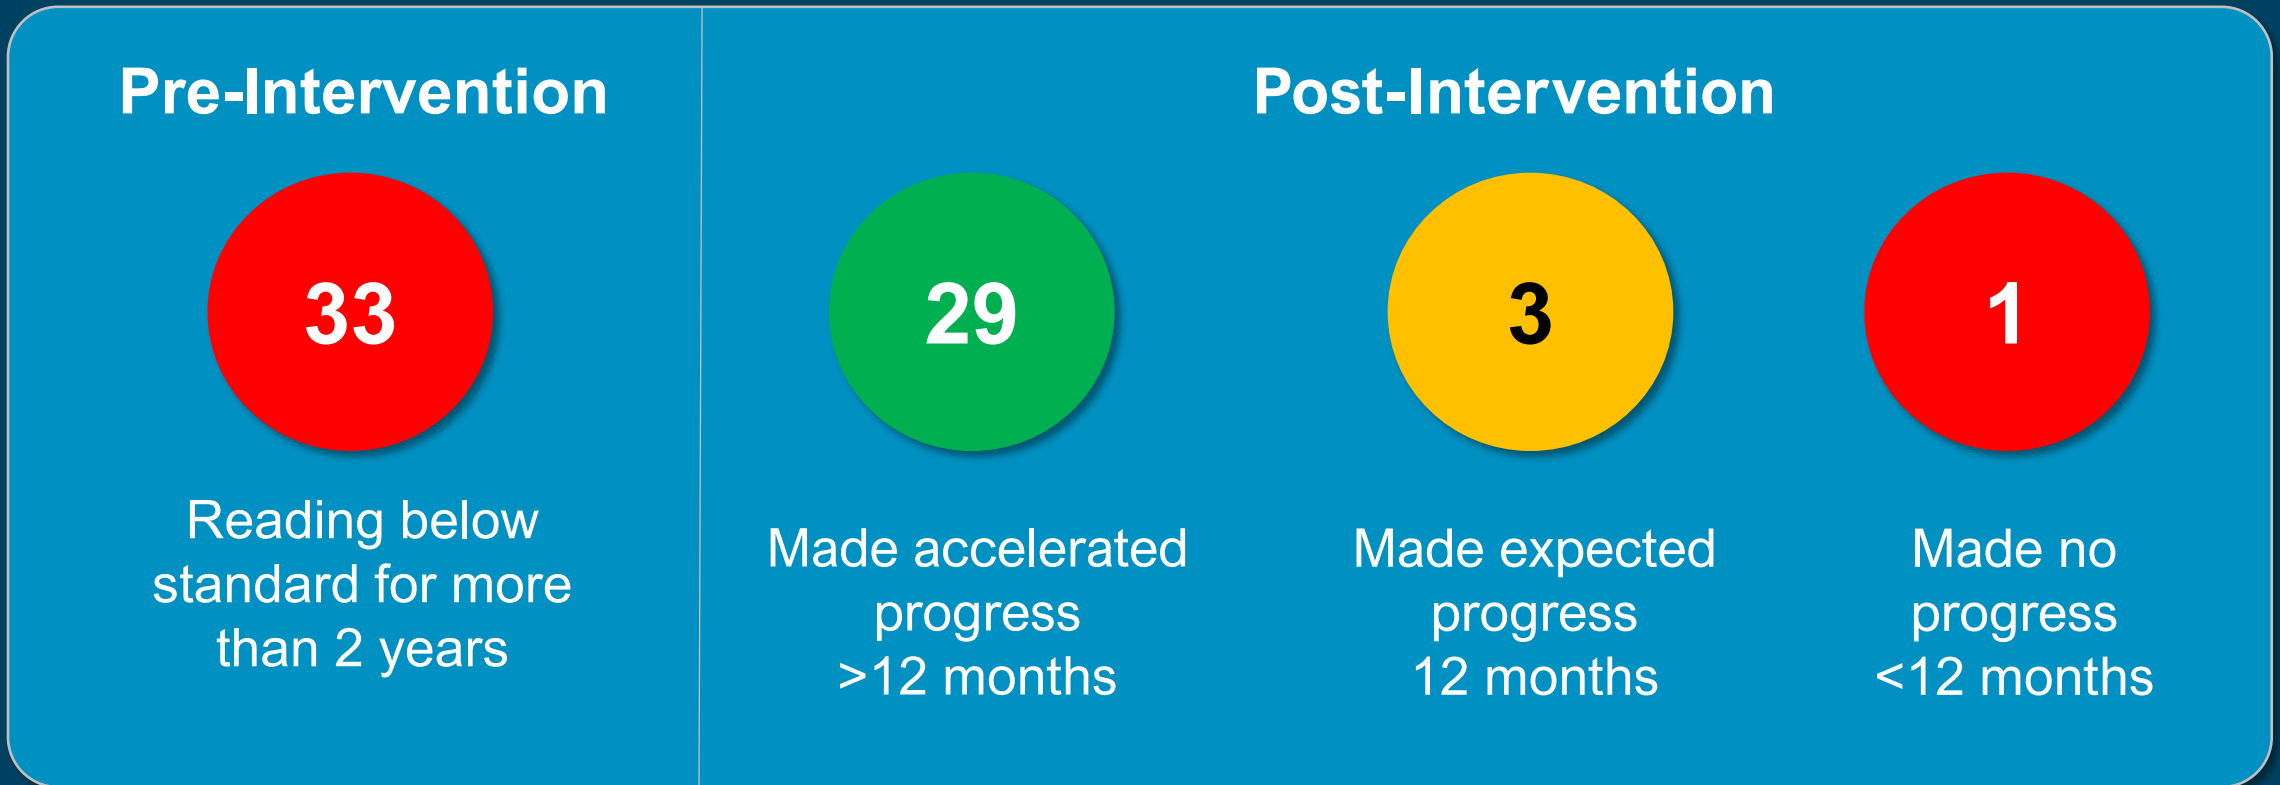 Pre-Intervention
33
Reading below
standard for more
than 2 years
Post-Intervention
29
Made accelerated
progress
>12 months
3
Made expected
progress
12 months
1
Made no
progress
<12 months